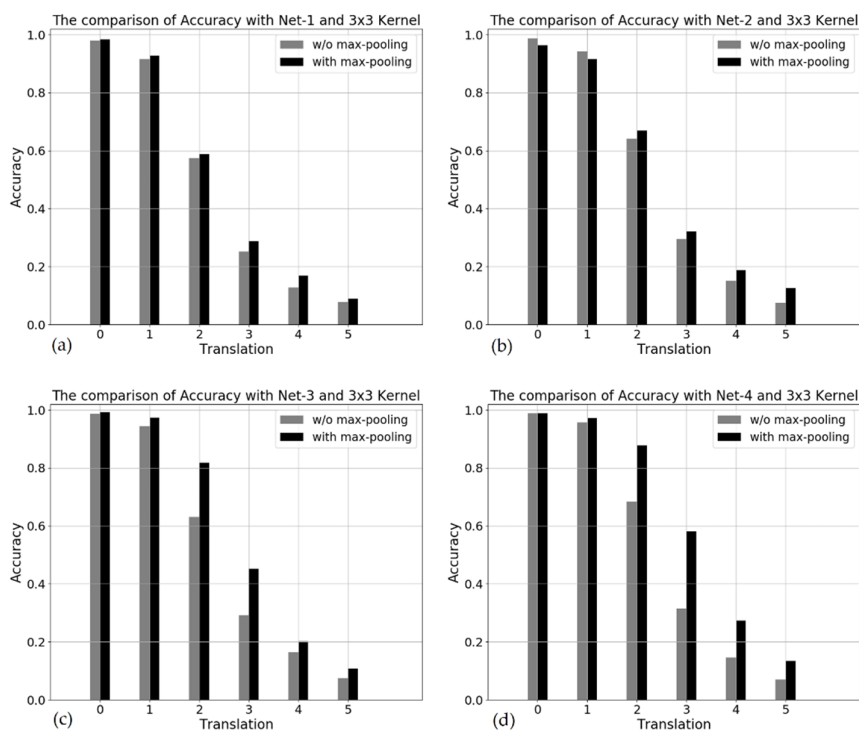 The comparison of Accuracy with Net-1 and 3x3 Kernel
1.0
0.8
0.6
0.4
0.2
0.0
Accuracy
w/o max-pooling
with max-pooling
0 1 2 3 4 5
Translation
(a)
The comparison of Accuracy with Net-2 and 3x3 Kernel
1.0
0.8
0.6
0.4
0.2
0.0
Accuracy
w/o max-pooling
with max-pooling
0 1 2 3 4 5
Translation
(b)
The comparison of Accuracy with Net-3 and 3x3 Kernel
1.0
0.8
0.6
0.4
0.2
0.0
Accuracy
w/o max-pooling
with max-pooling
0 1 2 3 4 5
Translation
(c)
The comparison of Accuracy with Net-4 and 3x3 Kernel
1.0
0.8
0.6
0.4
0.2
0.0
Accuracy
w/o max-pooling
with max-pooling
0 1 2 3 4 5
Translation
(d)